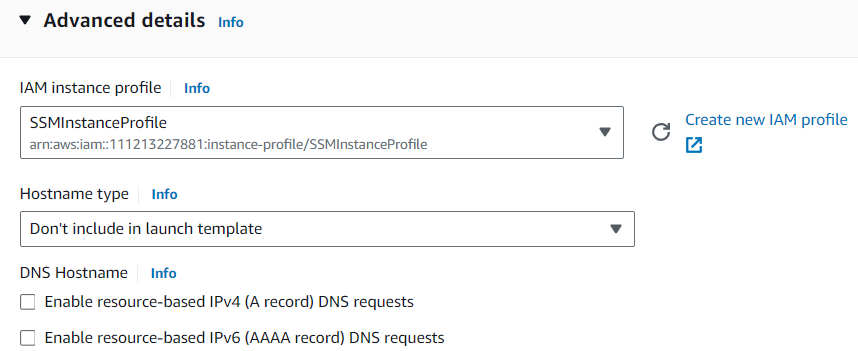 Advanced details Info
IAM instance profile Info
SSMInstanceProfile
arn:aws:iam::111213227881:instance-profile/SSMInstanceProfile
Create new IAM profile
Hostname type Info
Don't include in launch template
DNS Hostname Info
Enable resource-based IPv4 (A record) DNS requests
Enable resource-based IPv6 (AAAA record) DNS requests